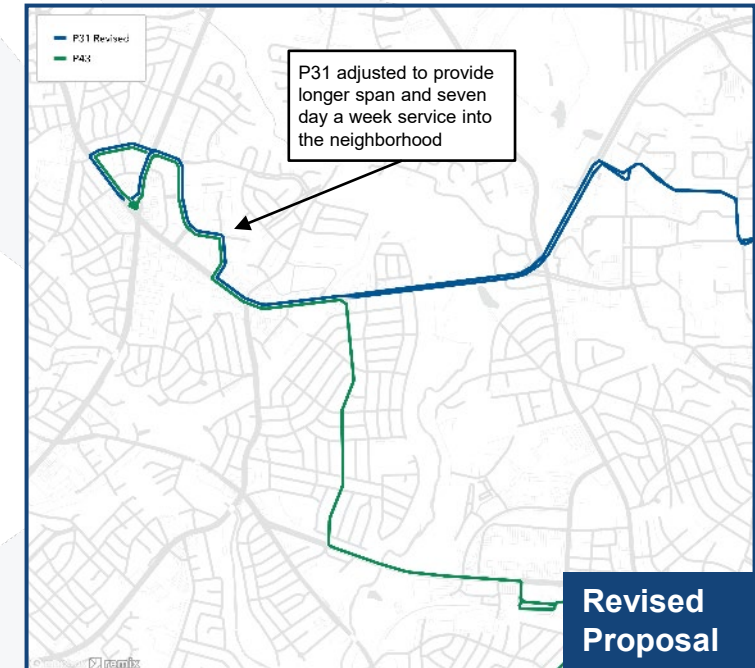 P31 Revised
P43
P31 adjusted to provide
longer span and seven
day a week service into
the neighborhood
Revised
Proposal
remix